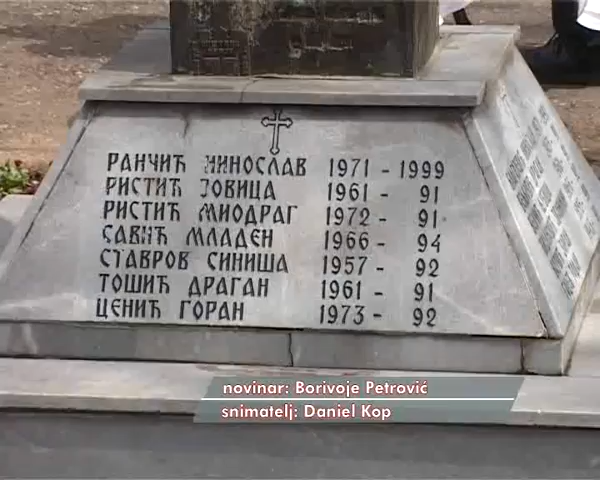 РАНЧИЋ МИНОСЛАВ 1971 - 1999
РИСТИЋ ЈОВИЦА 1961 - 91
РИСТИЋ МИОДРАГ 1972 - 91
САВИЋ МЛАДЕН 1966 - 94
СТАВРОВ СИНИША 1957 - 92
ТОШИЋ ДРАГАН 1961 - 91
ЦЕНИЋ ГОРАН 1973 - 92
novinar: Borivoje Petrović
snimatelj: Daniel Kop